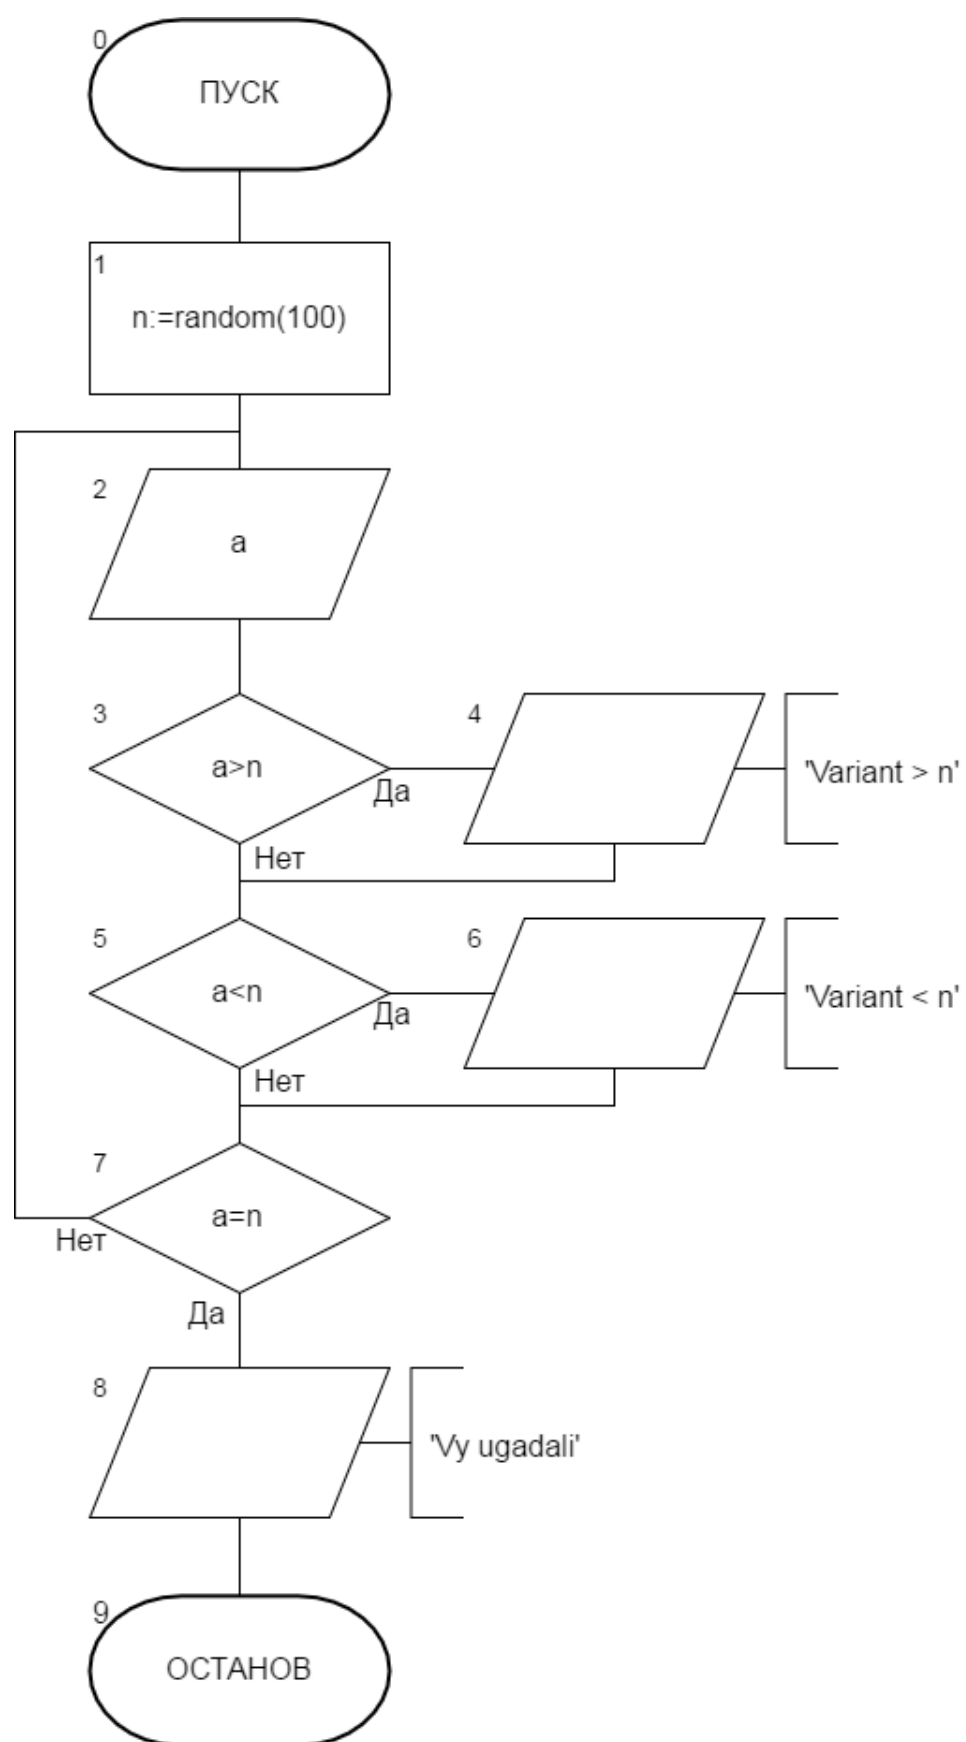 0
ПУСК
1
n:=random(100)
2
a
3
a>n
Да
4
'Variant > n'
Нет
5
a<n
Да
6
'Variant < n'
Нет
7
a=n
Нет
Да
8
'Vy ugadali'
9
ОСТАНОВ